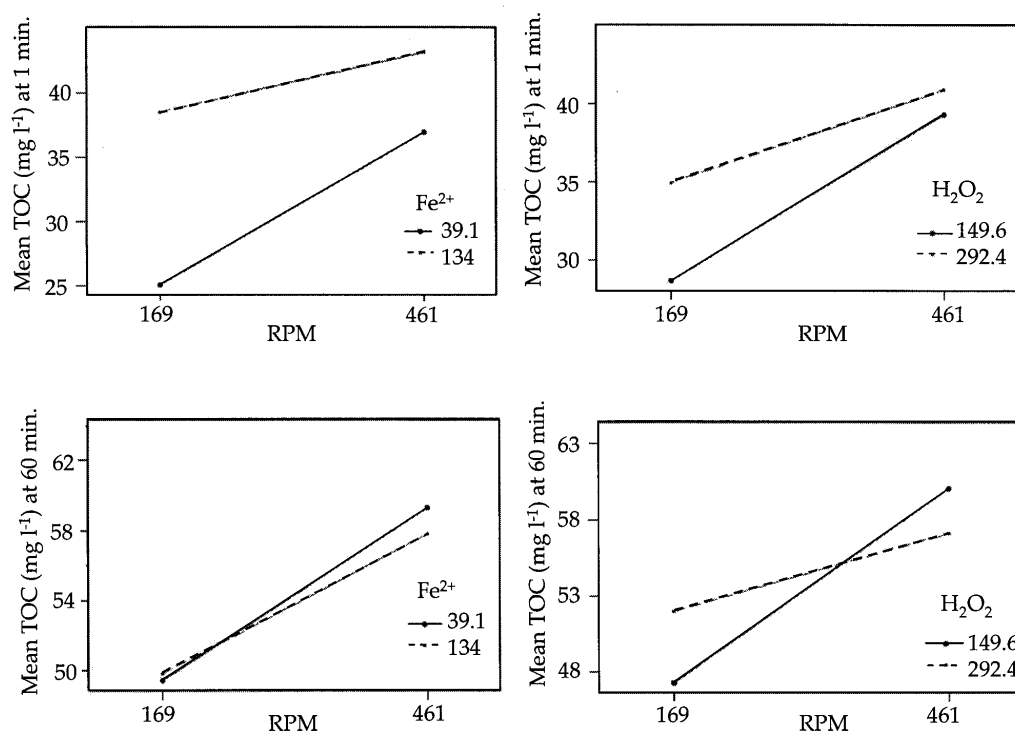 Mean TOC (mg l⁻¹) at 1 min.
40
35
30
25
Fe²⁺
39.1
134
169
461
RPM
Mean TOC (mg l⁻¹) at 1 min.
40
35
30
H₂O₂
149.6
292.4
169
461
RPM
Mean TOC (mg l⁻¹) at 60 min.
62
58
54
50
Fe²⁺
39.1
134
169
461
RPM
Mean TOC (mg l⁻¹) at 60 min.
63
58
53
48
H₂O₂
149.6
292.4
169
461
RPM